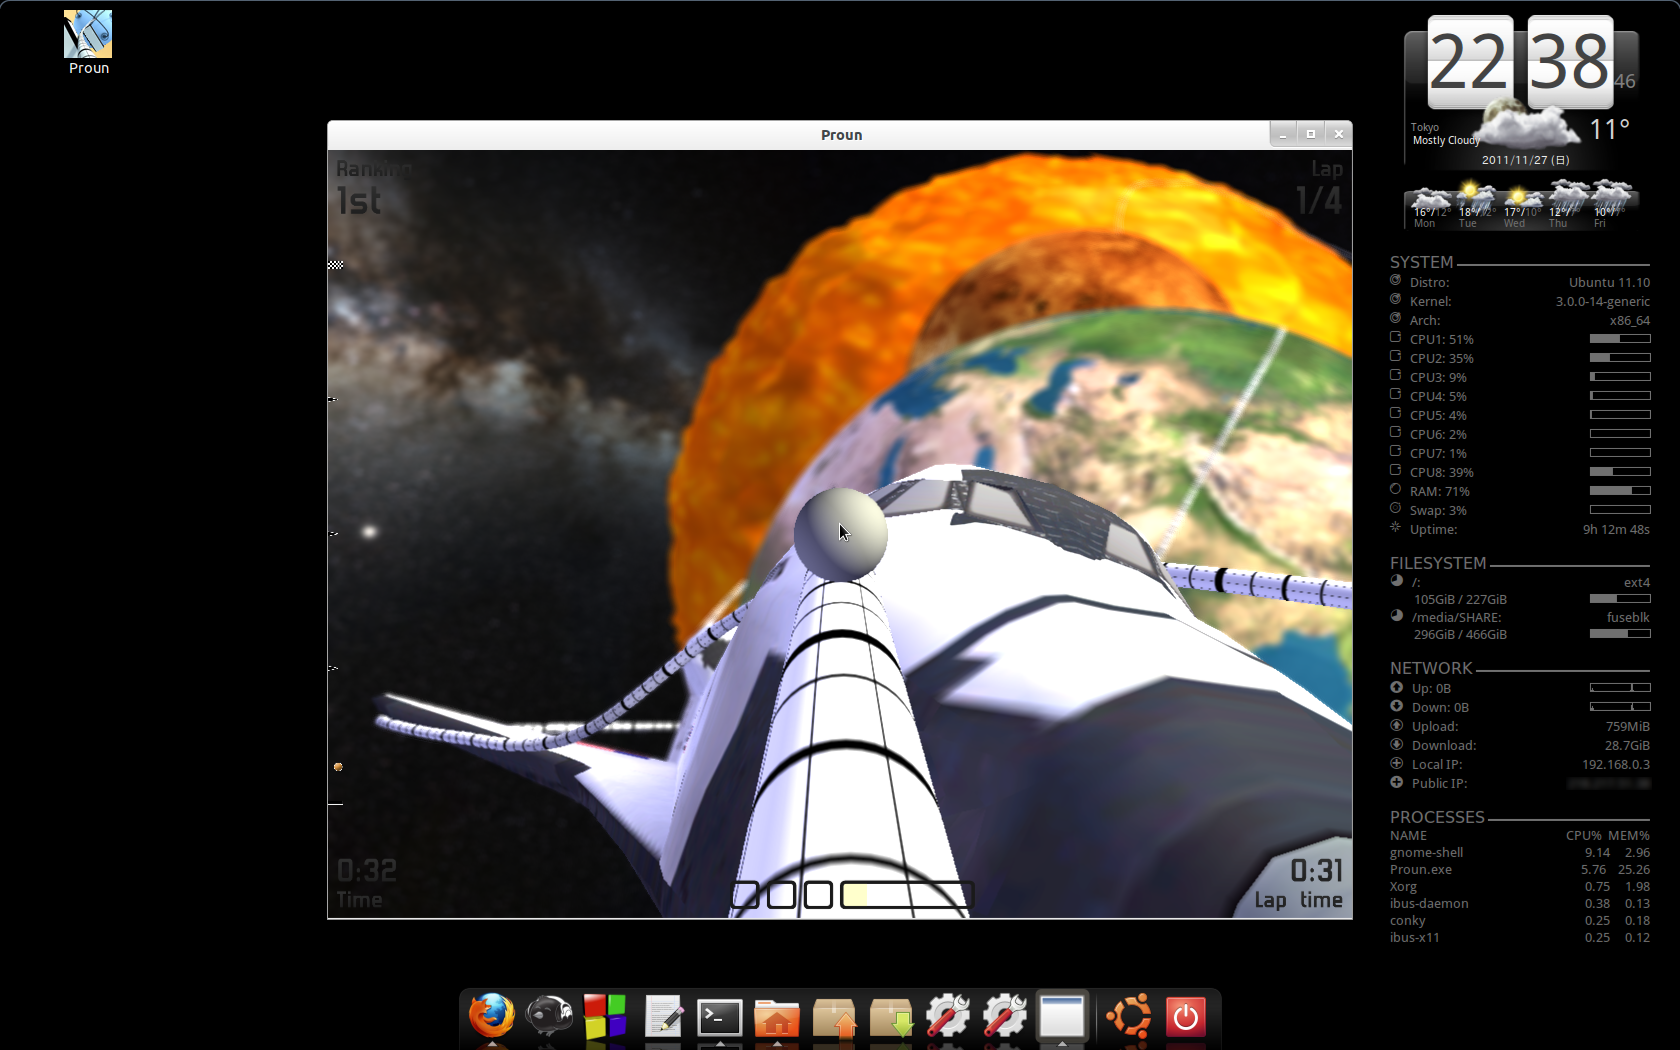 Proun
22 38 46
Tokyo
Mostly Cloudy
11°
2011/11/27 (日)
16°/12° 18°/12° 17°/10° 12°/7° 10°/7°
Mon Tue Wed Thu Fri
Proun
Ranking
1st
Lap
1/4
0:32
Time
0:31
Lap time
SYSTEM
Distro: Ubuntu 11.10
Kernel: 3.0.0-14-generic
Arch: x86_64
CPU1: 51%
CPU2: 35%
CPU3: 9%
CPU4: 5%
CPU5: 4%
CPU6: 2%
CPU7: 1%
CPU8: 39%
RAM: 71%
Swap: 3%
Uptime: 9h 12m 48s
FILESYSTEM
/: ext4
105GiB / 227GiB
/media/SHARE: fuseblk
296GiB / 466GiB
NETWORK
Up: 0B
Down: 0B
Upload: 759MiB
Download: 28.7GiB
Local IP: 192.168.0.3
Public IP:
PROCESSES
NAME CPU% MEM%
gnome-shell 9.14 2.96
Proun.exe 5.76 25.26
Xorg 0.75 1.98
ibus-daemon 0.38 0.13
conky 0.25 0.18
ibus-x11 0.25 0.12